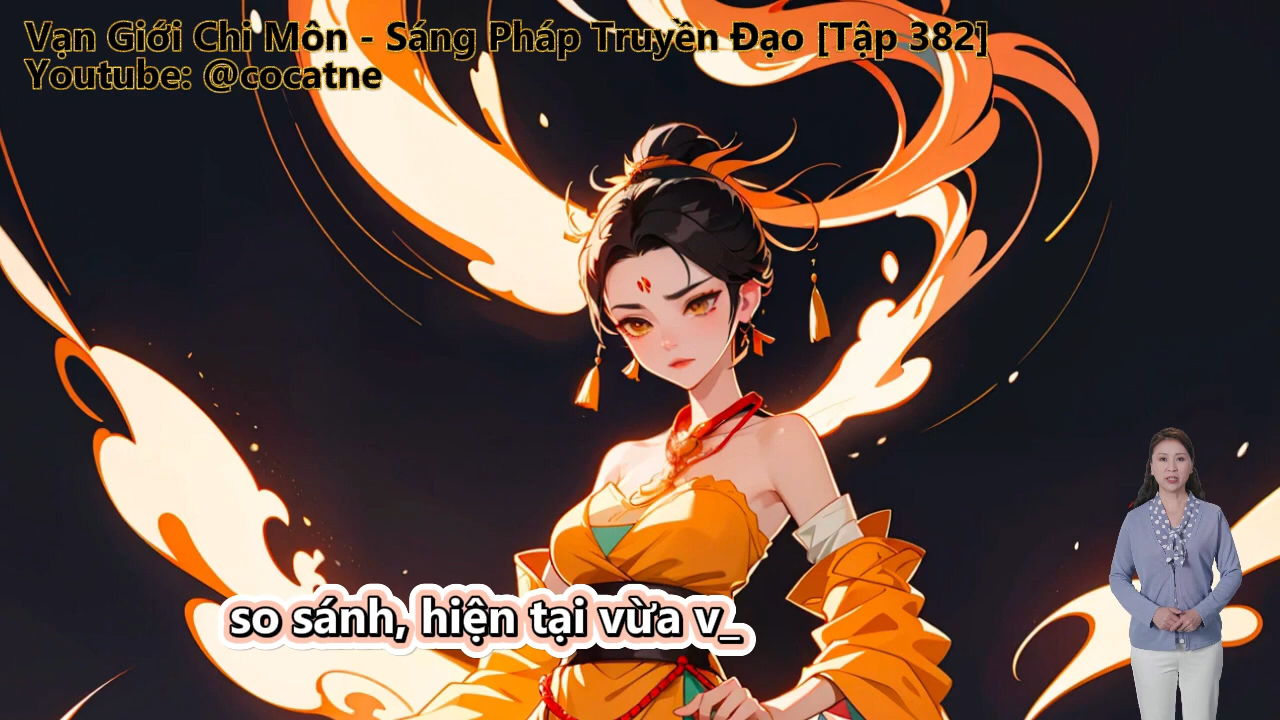 Vạn Giới Chi Môn - Sáng Pháp Truyền Đạo [Tập 382]
Youtube: @cocatne
so sánh, hiện tại vừa v_